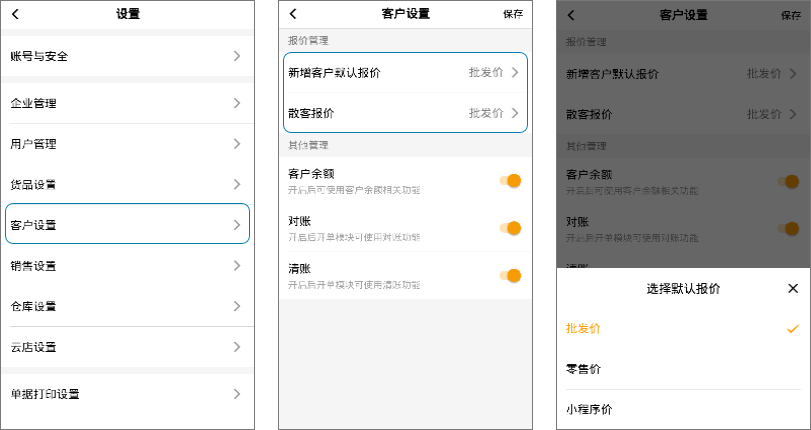 设置
账号与安全
企业管理
用户管理
货品设置
客户设置
销售设置
仓库设置
云店设置
单据打印设置
客户设置
保存
报价管理
新增客户默认报价
批发价
散客报价
批发价
其他管理
客户余额
开启后可使用客户余额相关功能
对账
开启后开单模块可使用对账功能
清账
开启后开单模块可使用清账功能
客户设置
保存
报价管理
新增客户默认报价
批发价
散客报价
批发价
其他管理
客户余额
开启后可使用客户余额相关功能
对账
开启后开单模块可使用对账功能
清账
选择默认报价
批发价
零售价
小程序价